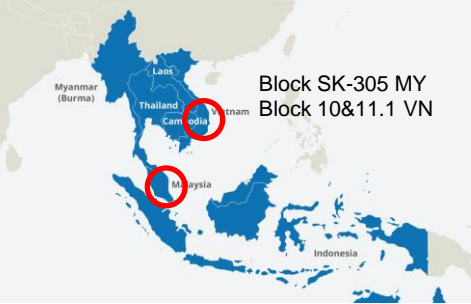 Laos
Block SK-305 MY
Myanmar
(Burma)
Thailand
Vietnam
Block 10&11.1 VN
Cambodia
Malaysia
Indonesia